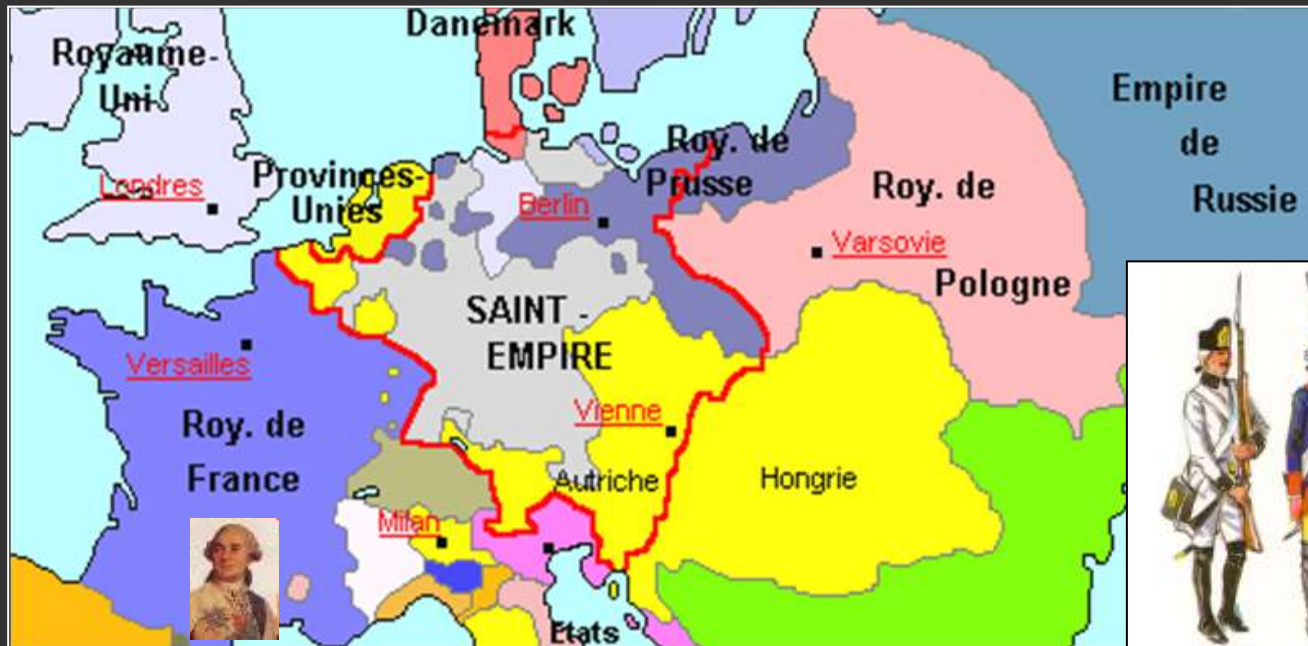 Danemark
Royaume-
Uni
Londres
Provinces-
Unies
Roy. de
Prusse
Berlin
Empire
de
Russie
Roy. de
Pologne
Varsovie
SAINT -
EMPIRE
Versailles
Roy. de
France
Vienne
Autriche
Hongrie
Milan
Etats